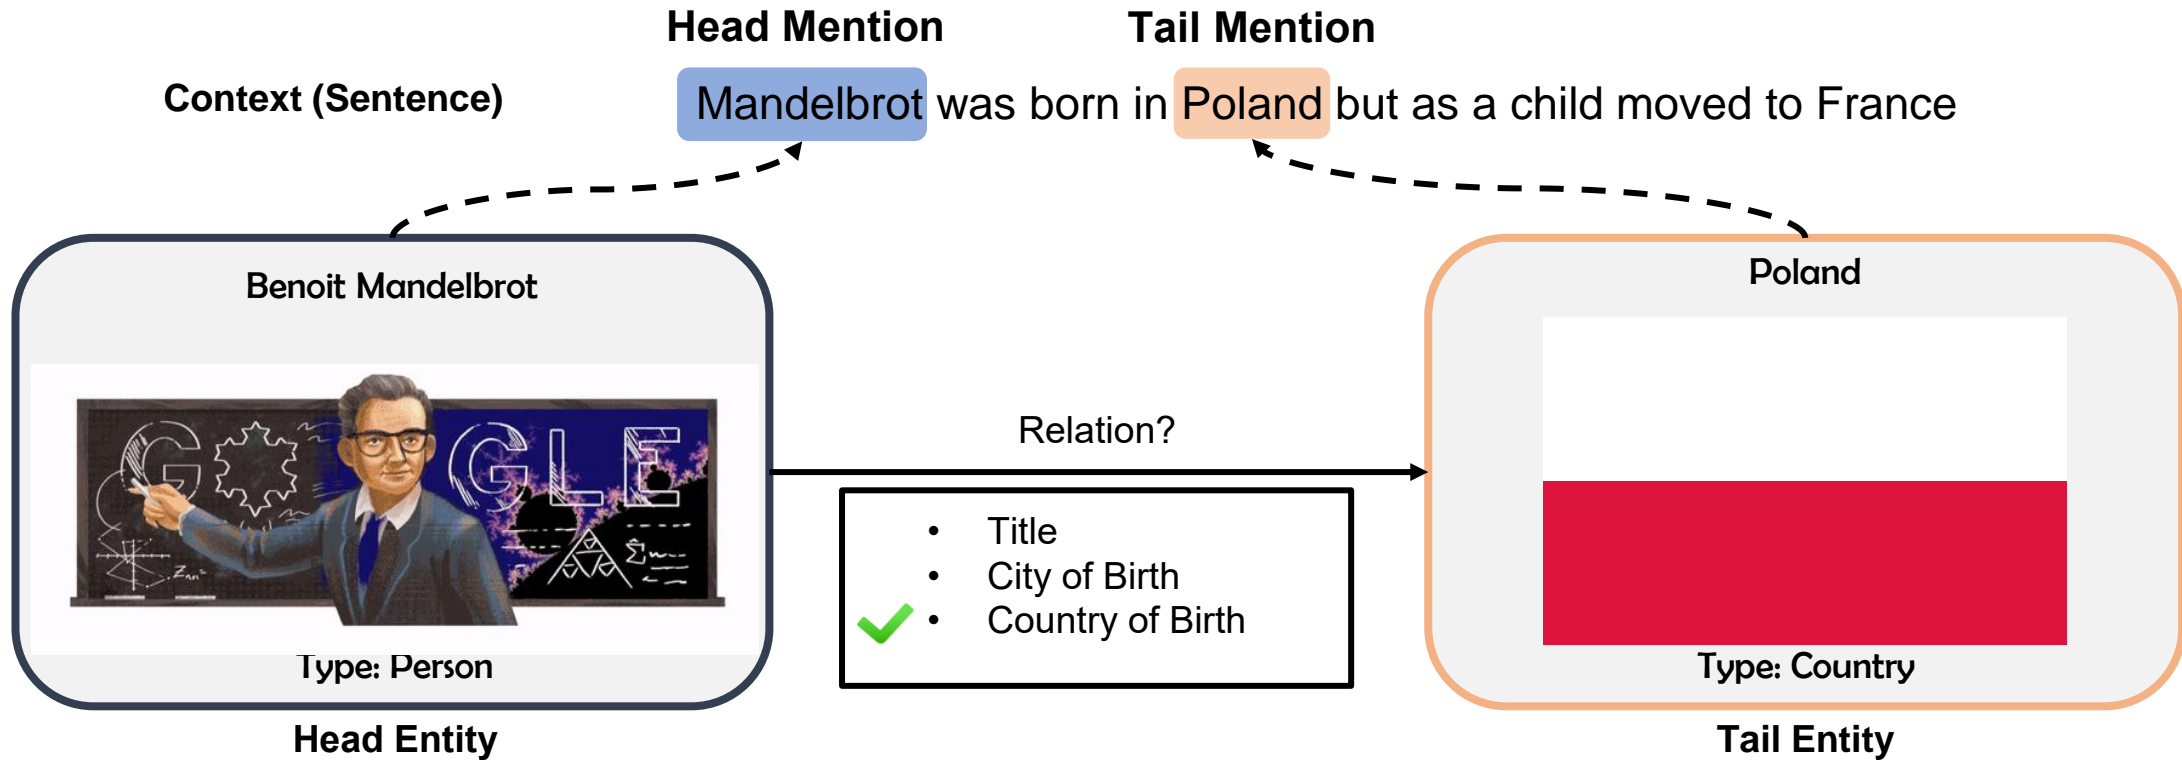 Head Mention
Tail Mention
Context (Sentence)
Mandelbrot was born in Poland but as a child moved to France
Benoit Mandelbrot
Poland
GOOGLE
Relation?
• Title
• City of Birth
• Country of Birth
Type: Person
Type: Country
Head Entity
Tail Entity